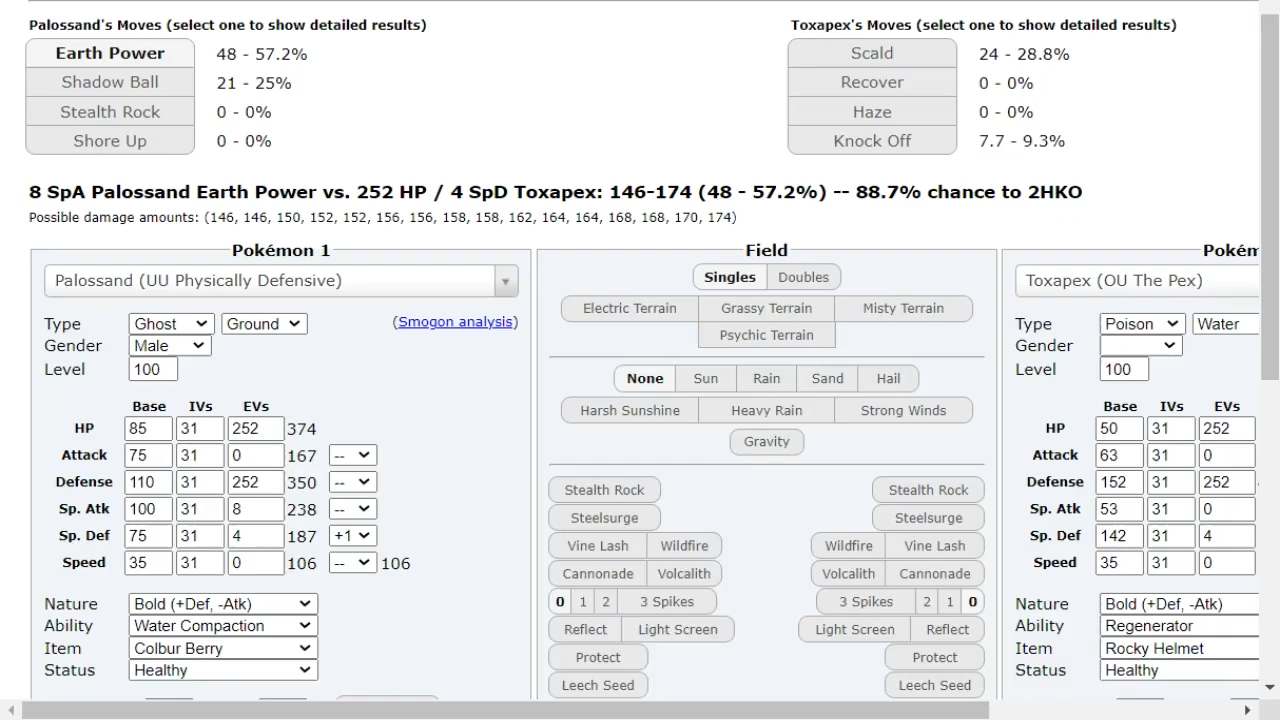 Palossand's Moves (select one to show detailed results)
Toxapex's Moves (select one to show detailed results)
Earth Power 48 - 57.2%
Shadow Ball 21 - 25%
Stealth Rock 0 - 0%
Shore Up 0 - 0%
Scald 24 - 28.8%
Recover 0 - 0%
Haze 0 - 0%
Knock Off 7.7 - 9.3%
8 SpA Palossand Earth Power vs. 252 HP / 4 SpD Toxapex: 146-174 (48 - 57.2%) -- 88.7% chance to 2HKO
Possible damage amounts: (146, 146, 150, 152, 152, 156, 156, 158, 158, 162, 164, 164, 168, 168, 170, 174)
Pokémon 1
Palossand (UU Physically Defensive)
Type Ghost Ground (Smogon analysis)
Gender Male
Level 100
Base IVs EVs
HP 85 31 252 374
Attack 75 31 0 167 --
Defense 110 31 252 350 --
Sp. Atk 100 31 8 238 --
Sp. Def 75 31 4 187 +1
Speed 35 31 0 106 -- 106
Nature Bold (+Def, -Atk)
Ability Water Compaction
Item Colbur Berry
Status Healthy
Field
Singles Doubles
Electric Terrain Grassy Terrain Misty Terrain
Psychic Terrain
None Sun Rain Sand Hail
Harsh Sunshine Heavy Rain Strong Winds
Gravity
Stealth Rock Stealth Rock
Steelsurge Steelsurge
Vine Lash Wildfire Wildfire Vine Lash
Cannonade Volcalith Volcalith Cannonade
0 1 2 3 Spikes 3 Spikes 2 1 0
Reflect Light Screen Light Screen Reflect
Protect Protect
Leech Seed Leech Seed
Pokém
Toxapex (OU The Pex)
Type Poison Water
Gender
Level 100
Base IVs EVs
HP 50 31 252
Attack 63 31 0
Defense 152 31 252
Sp. Atk 53 31 0
Sp. Def 142 31 4
Speed 35 31 0
Nature Bold (+Def, -Atk)
Ability Regenerator
Item Rocky Helmet
Status Healthy